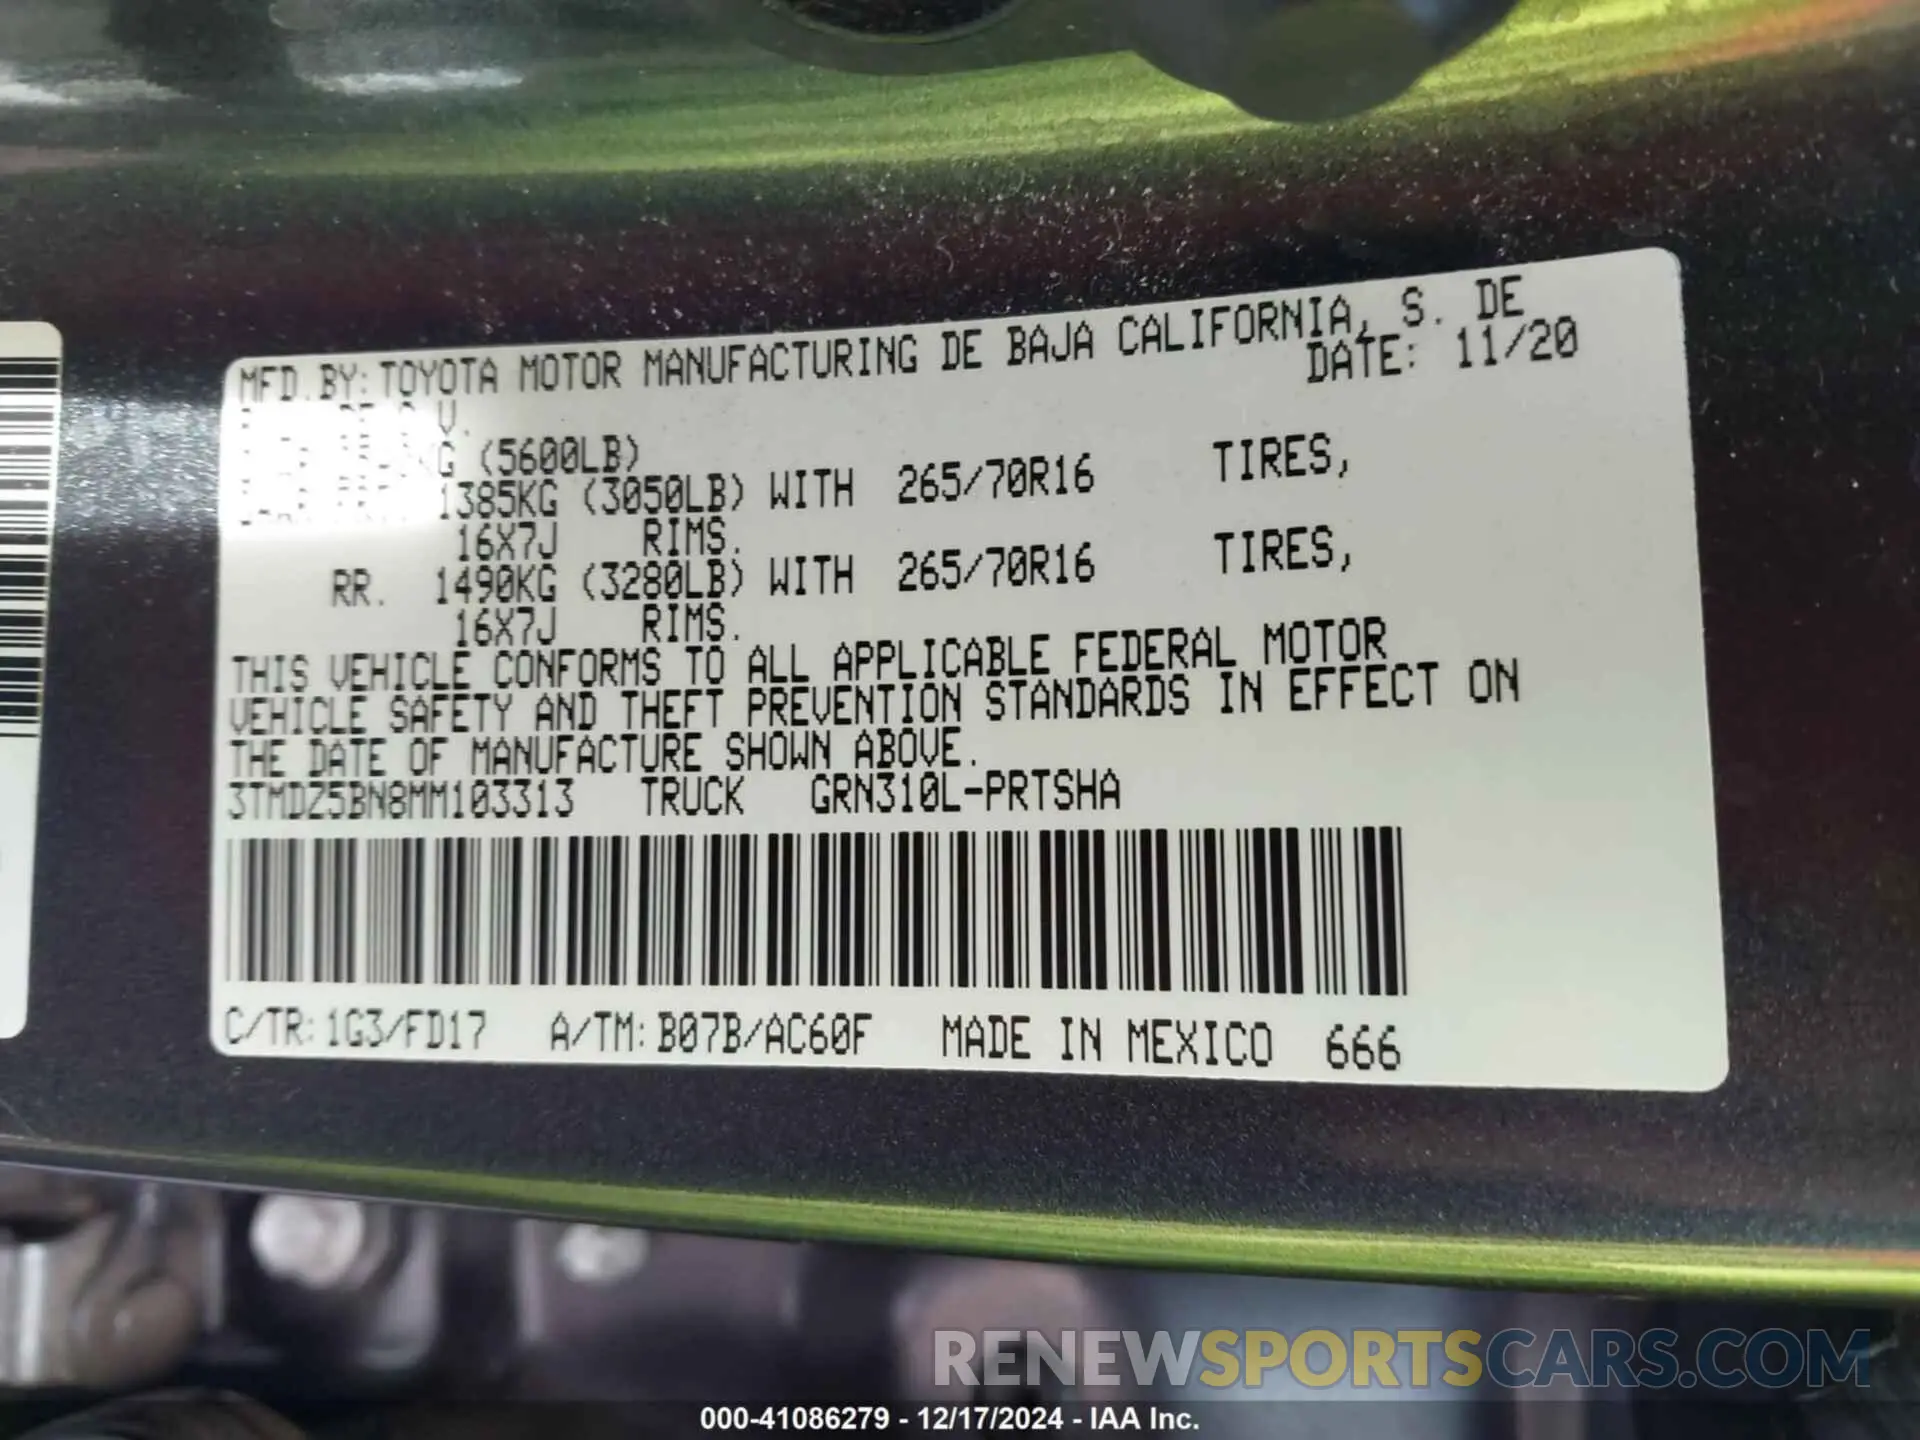 MFD.BY:TOYOTA MOTOR MANUFACTURING DE BAJA CALIFORNIA, S. DE
V.
DATE: 11/20
KG (5600LB)
1385KG (3050LB) WITH 265/70R16 TIRES,
16X7J RIMS.
RR. 1490KG (3280LB) WITH 265/70R16 TIRES,
16X7J RIMS.
THIS VEHICLE CONFORMS TO ALL APPLICABLE FEDERAL MOTOR
VEHICLE SAFETY AND THEFT PREVENTION STANDARDS IN EFFECT ON
THE DATE OF MANUFACTURE SHOWN ABOVE.
3TMDZ5BN8MM103313 TRUCK GRN310L-PRTSHA
C/TR:1G3/FD17 A/TM:B07B/AC60F MADE IN MEXICO 666
RENEWSPORTSCARS.COM
000-41086279 - 12/17/2024 - IAA Inc.